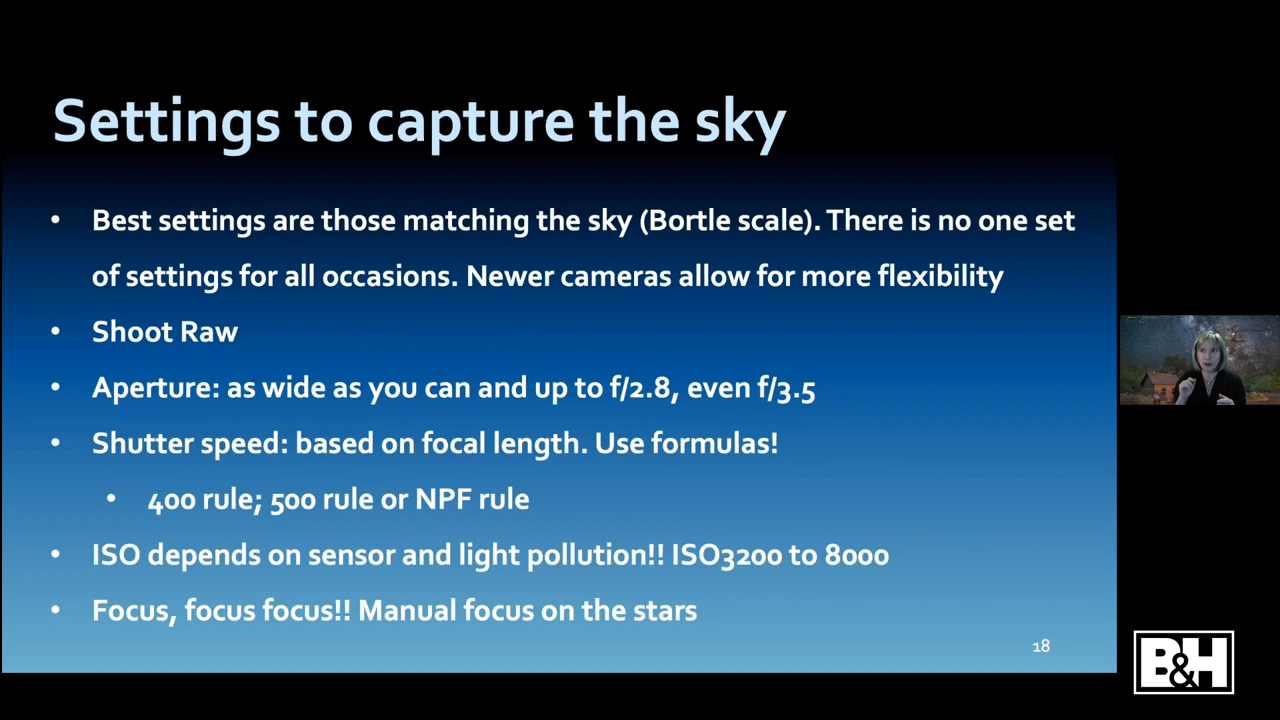 Settings to capture the sky
• Best settings are those matching the sky (Bortle scale). There is no one set
of settings for all occasions. Newer cameras allow for more flexibility
• Shoot Raw
• Aperture: as wide as you can and up to f/2.8, even f/3.5
• Shutter speed: based on focal length. Use formulas!
• 400 rule; 500 rule or NPF rule
• ISO depends on sensor and light pollution!! ISO3200 to 8000
• Focus, focus focus!! Manual focus on the stars
18
B&H